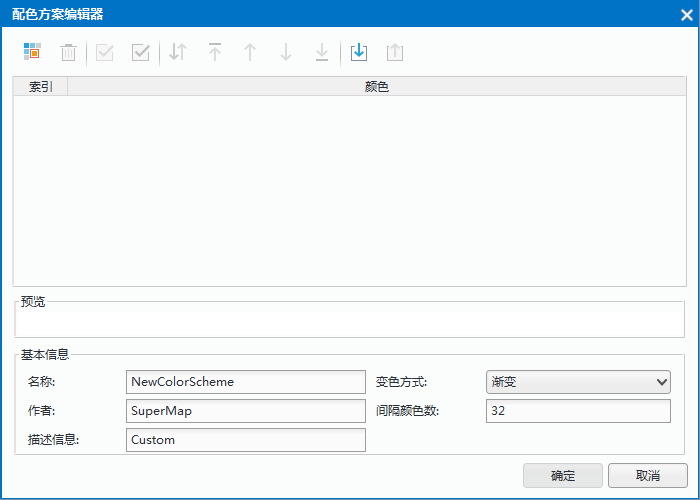 配色方案编辑器
索引 颜色
预览
基本信息
名称: NewColorScheme 变色方式: 渐变
作者: SuperMap 间隔颜色数: 32
描述信息: Custom
确定 取消